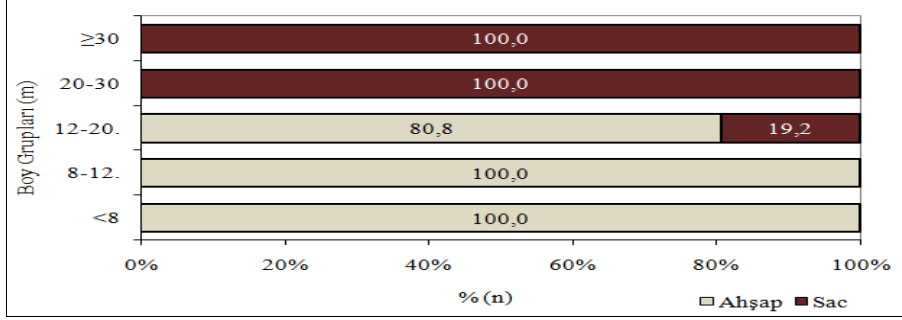 Boy Grupları (m)
≥30
100,0
20-30
100,0
12-20.
80,8 19,2
8-12.
100,0
<8
100,0
0% 20% 40% 60% 80% 100%
% (n)
Ahşap Sac